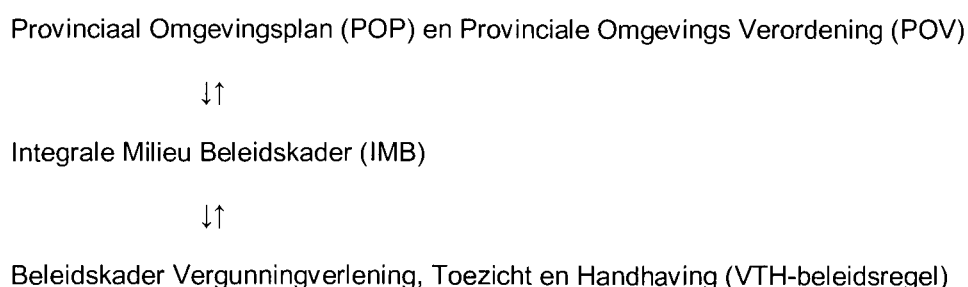 Provinciaal Omgevingsplan (POP) en Provinciale Omgevings Verordening (POV)
↓↑
Integrale Milieu Beleidskader (IMB)
↓↑
Beleidskader Vergunningverlening, Toezicht en Handhaving (VTH-beleidsregel)